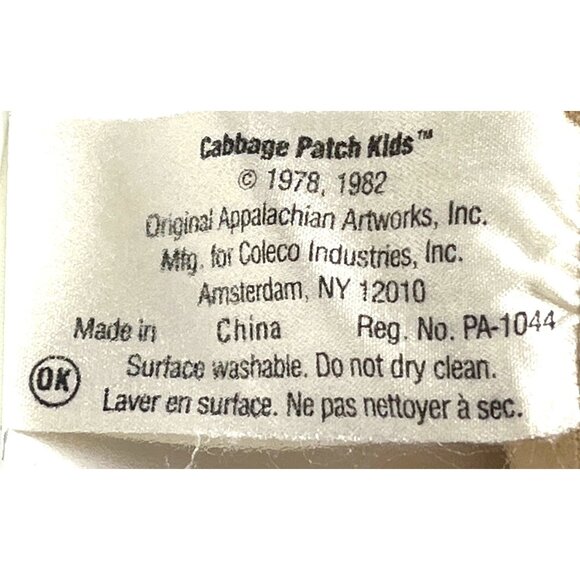 Cabbage Patch Kids™
© 1978, 1982
Original Appalachian Artworks, Inc.
Mfg. for Coleco Industries, Inc.
Amsterdam, NY 12010
Made in China Reg. No. PA-1044
OK Surface washable. Do not dry clean.
Laver en surface. Ne pas nettoyer à sec.